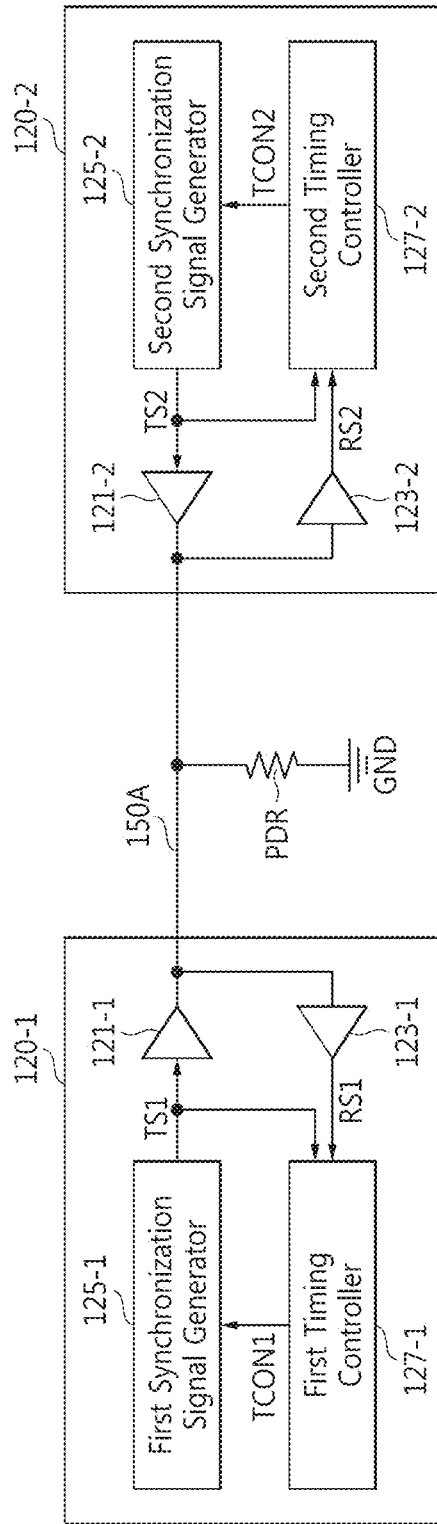 120-1
125-1
First Synchronization
Signal Generator
TS1
121-1
TCON1
First Timing
Controller
127-1
RS1
123-1
150A
PDR
GND
120-2
125-2
Second Synchronization
Signal Generator
TS2
121-2
TCON2
Second Timing
Controller
127-2
RS2
123-2